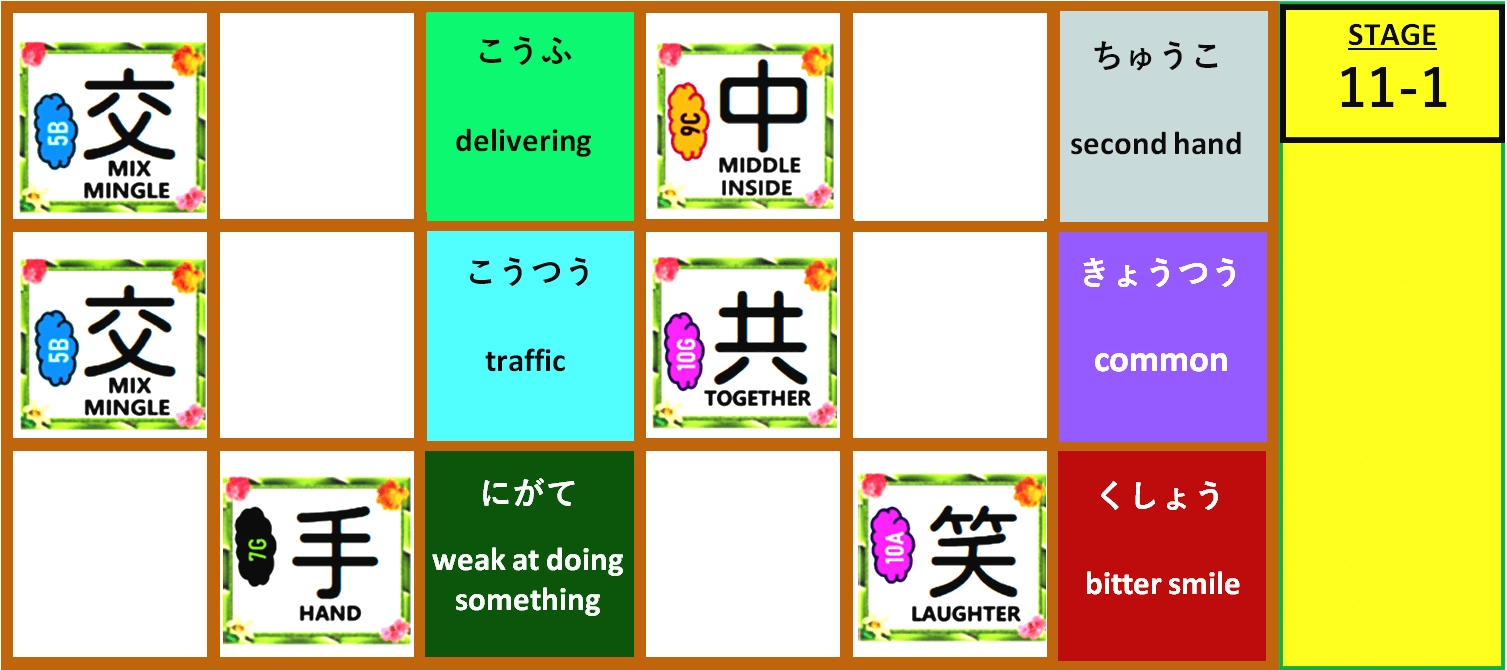 5B
交
MIX
MINGLE
こうふ
delivering
9C
中
MIDDLE
INSIDE
ちゅうこ
second hand
STAGE
11-1
5B
交
MIX
MINGLE
こうつう
traffic
10G
共
TOGETHER
きょうつう
common
7G
手
HAND
にがて
weak at doing
something
10A
笑
LAUGHTER
くしょう
bitter smile